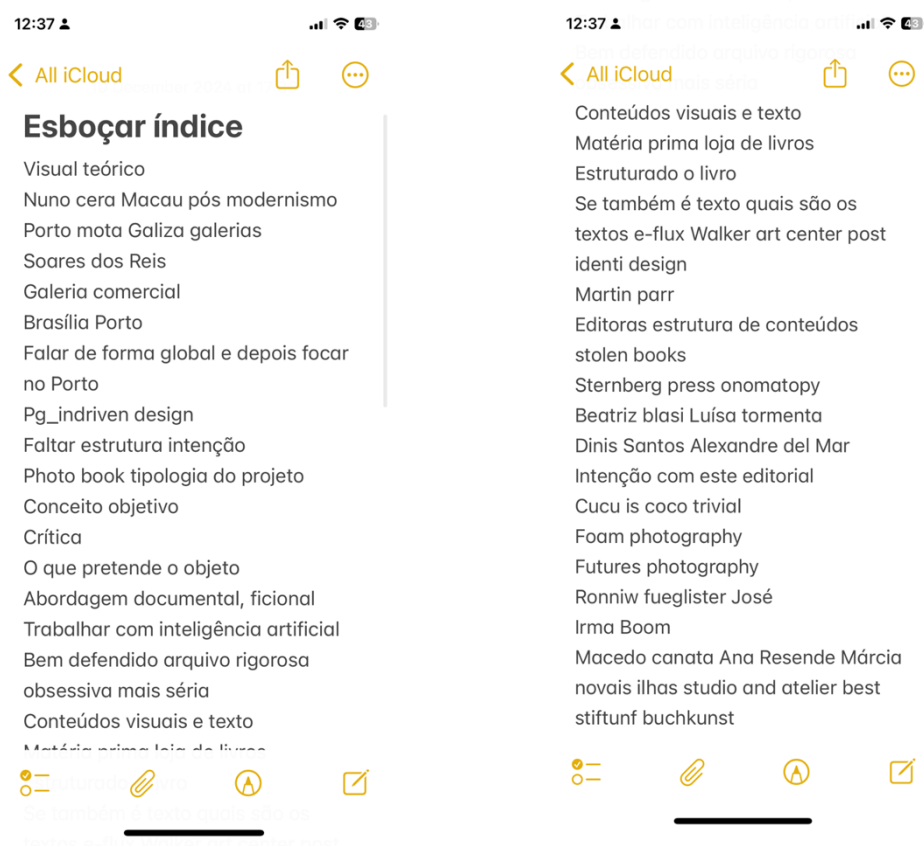 12:37
43
All iCloud
Esboçar índice
Visual teórico
Nuno cera Macau pós modernismo
Porto mota Galiza galerias
Soares dos Reis
Galeria comercial
Brasília Porto
Falar de forma global e depois focar
no Porto
Pg_indriven design
Faltar estrutura intenção
Photo book tipologia do projeto
Conceito objetivo
Crítica
O que pretende o objeto
Abordagem documental, ficional
Trabalhar com inteligência artificial
Bem defendido arquivo rigorosa
obsessiva mais séria
Conteúdos visuais e texto
Matéria prima loja de livros
12:37
43
All iCloud
Conteúdos visuais e texto
Matéria prima loja de livros
Estruturado o livro
Se também é texto quais são os
textos e-flux Walker art center post
identi design
Martin parr
Editoras estrutura de conteúdos
stolen books
Sternberg press onomatopy
Beatriz blasi Luísa tormenta
Dinis Santos Alexandre del Mar
Intenção com este editorial
Cucu is coco trivial
Foam photography
Futures photography
Ronniw fueglister José
Irma Boom
Macedo canata Ana Resende Márcia
novais ilhas studio and atelier best
stiftunf buchkunst